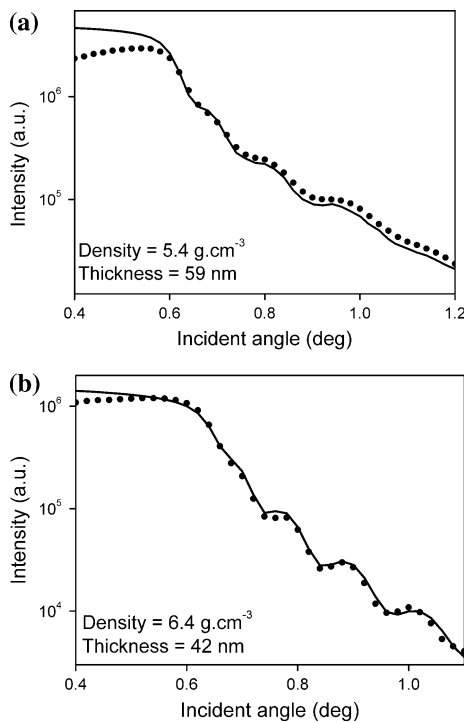 (a)
10⁶
10⁵
Intensity (a.u.)
Density = 5.4 g.cm⁻³
Thickness = 59 nm
0.4 0.6 0.8 1.0 1.2
Incident angle (deg)
(b)
10⁶
10⁵
10⁴
Intensity (a.u.)
Density = 6.4 g.cm⁻³
Thickness = 42 nm
0.4 0.6 0.8 1.0
Incident angle (deg)